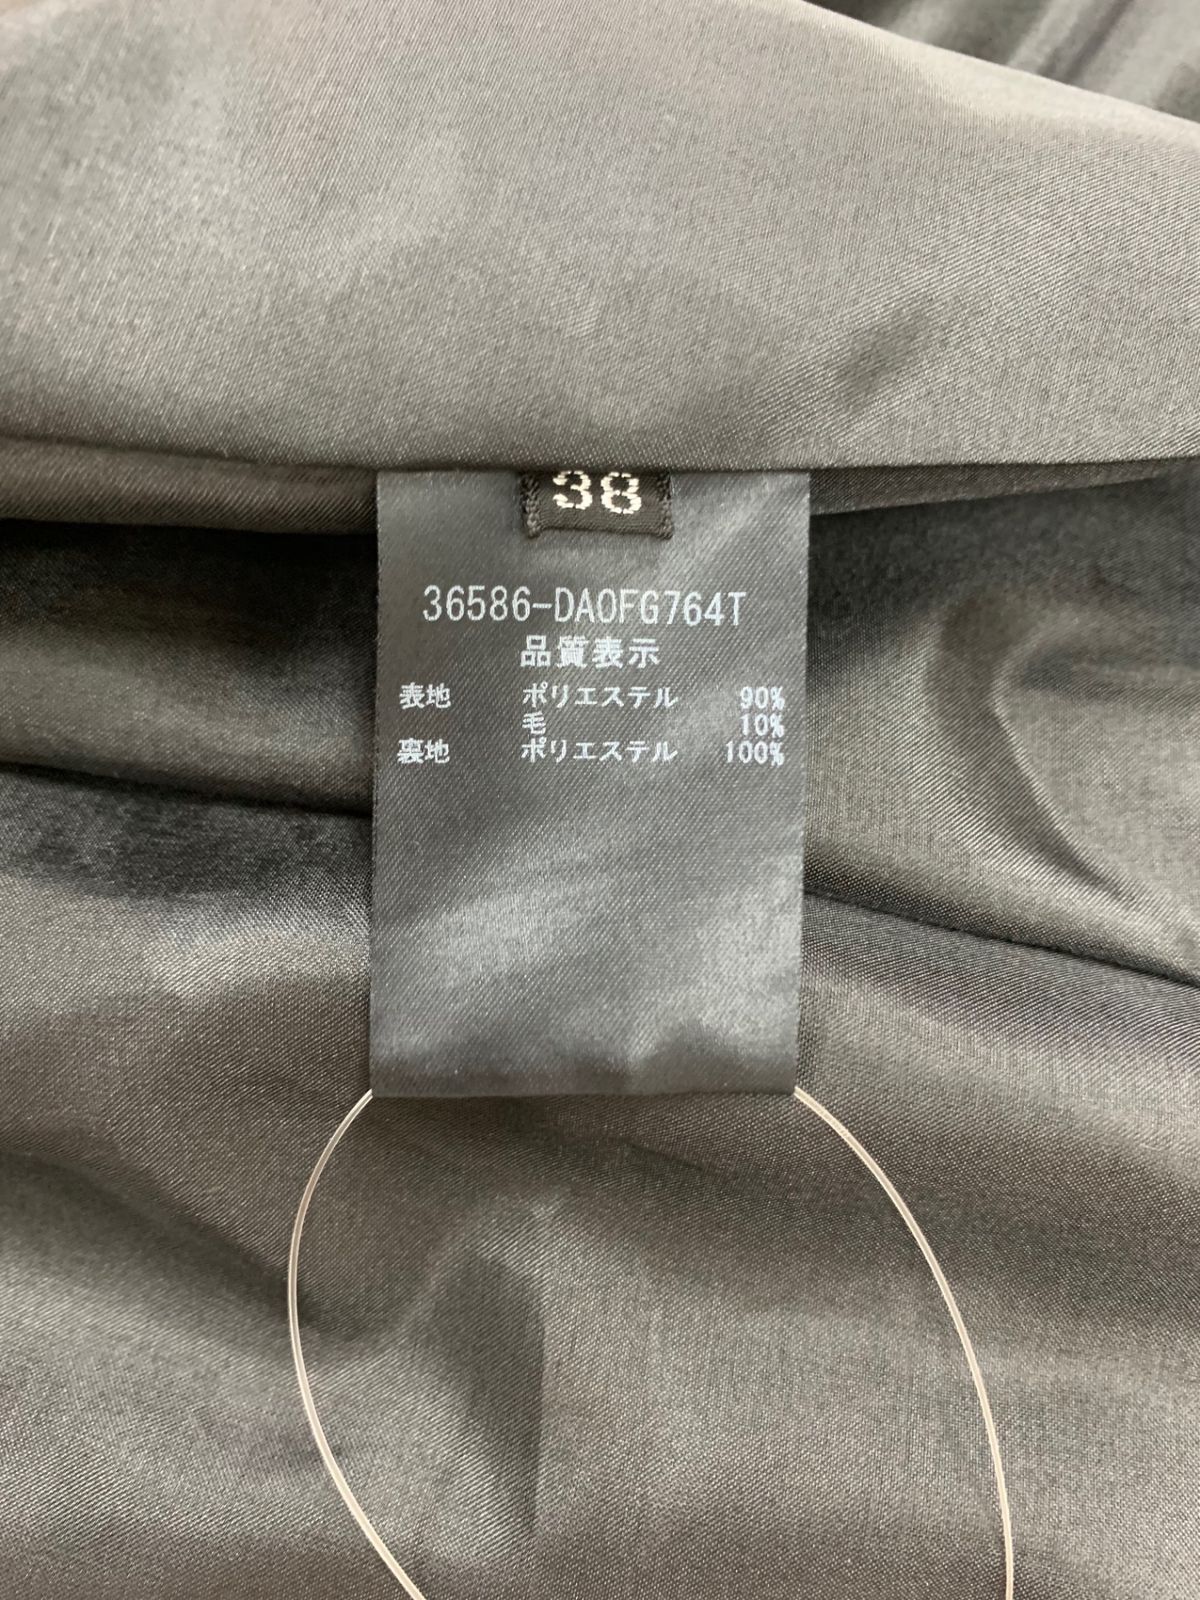 38
36586-DA0FG764T
品質表示
表地 ポリエステル 90%
毛 10%
裏地 ポリエステル 100%